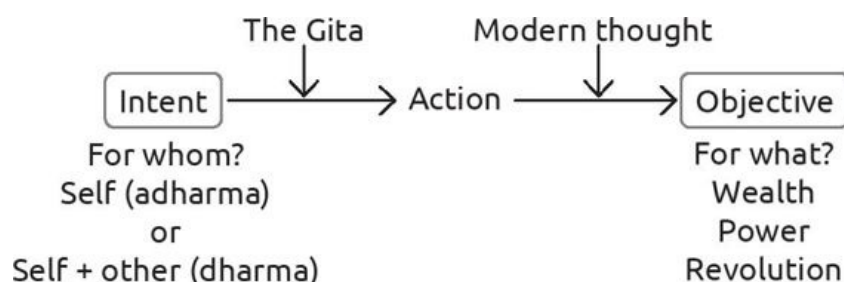 The Gita
Modern thought
Intent
Action
Objective
For whom?
Self (adharma)
or
Self + other (dharma)
For what?
Wealth
Power
Revolution